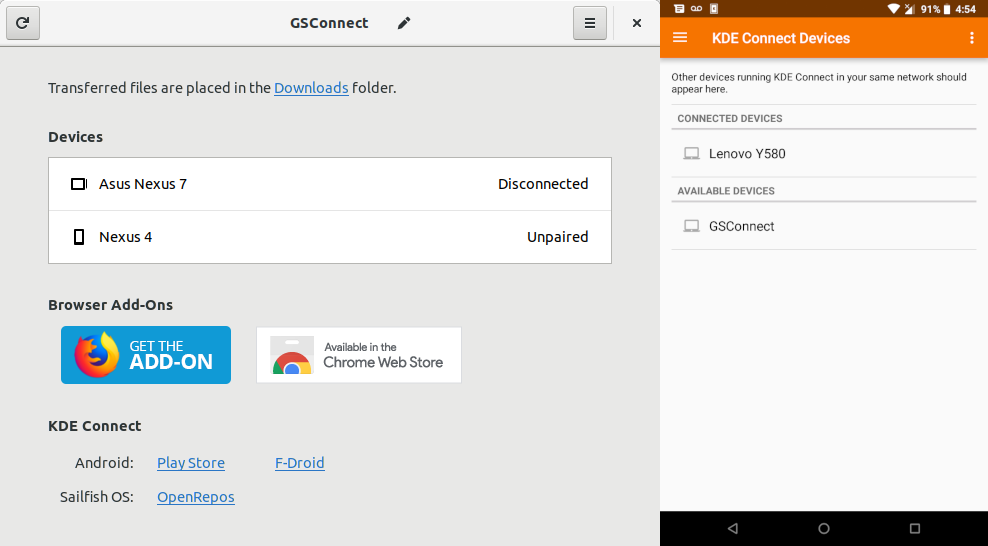 GSConnect
Transferred files are placed in the Downloads folder.
Devices
Asus Nexus 7 Disconnected
Nexus 4 Unpaired
Browser Add-Ons
GET THE
ADD-ON
Available in the
Chrome Web Store
KDE Connect
Android: Play Store F-Droid
Sailfish OS: OpenRepos
91% 4:54
KDE Connect Devices
Other devices running KDE Connect in your same network should
appear here.
CONNECTED DEVICES
Lenovo Y580
AVAILABLE DEVICES
GSConnect